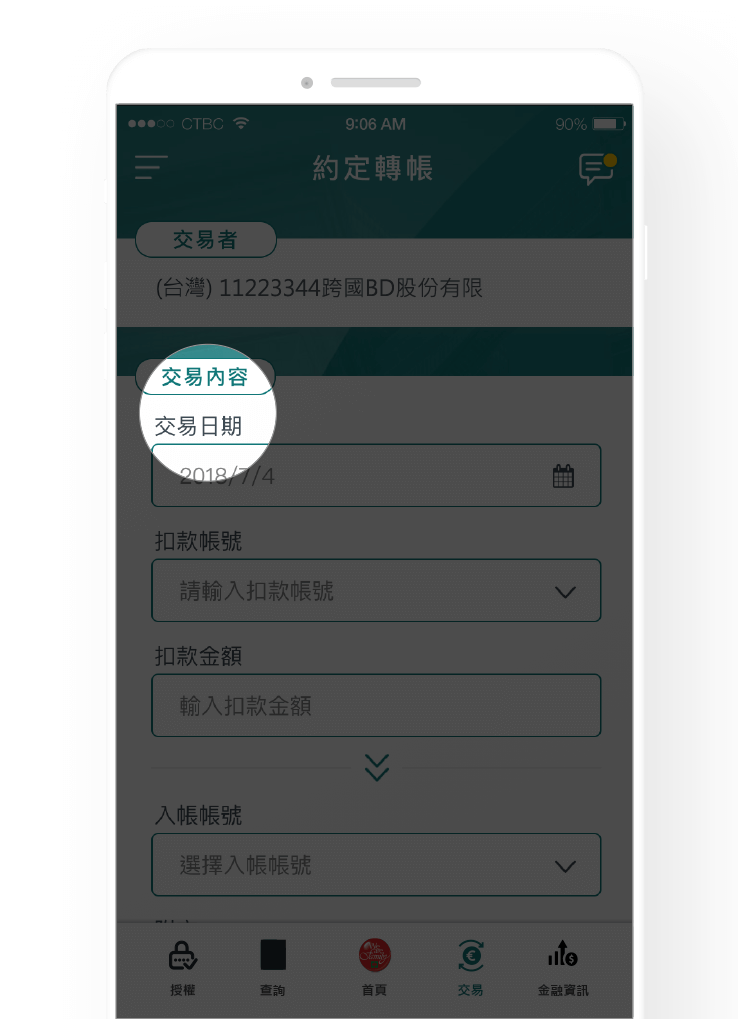 CTBC 9:06 AM 90%
約定轉帳
交易者
(台灣) 11223344跨國BD股份有限
交易內容
交易日期
2018/7/4
扣款帳號
請輸入扣款帳號
扣款金額
輸入扣款金額
入帳帳號
選擇入帳帳號
授權 查詢 首頁 交易 金融資訊